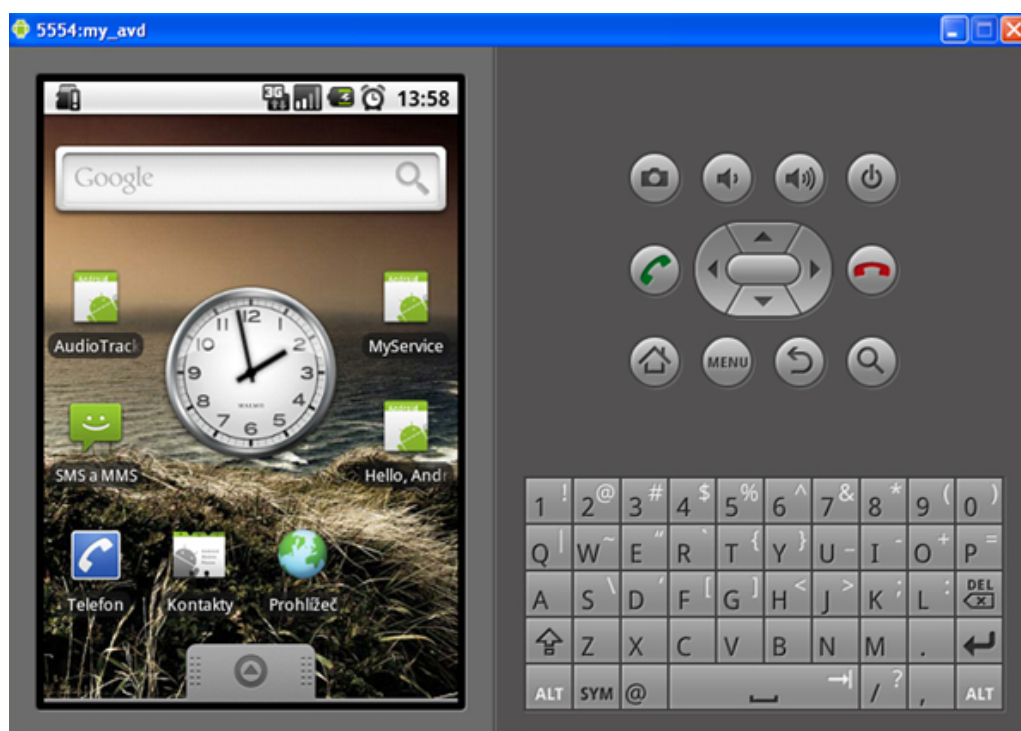 5554:my_avd
3G 13:58
Google
12
11 1
10 2
9 3
8 4
7 5
6
AudioTrack
MyService
SMS a MMS
Hello, Andr
Telefon
Kontakty
Prohlížeč
MENU
1 ! 2 @ 3 # 4 $ 5 % 6 ^ 7 & 8 * 9 ( 0 )
Q | W ~ E “ R ` T { Y } U _ I - O + P =
A S \ D ‘ F [ G ] H < J > K ; L : DEL
Z X C V B N M .
ALT SYM @ / ? , ALT